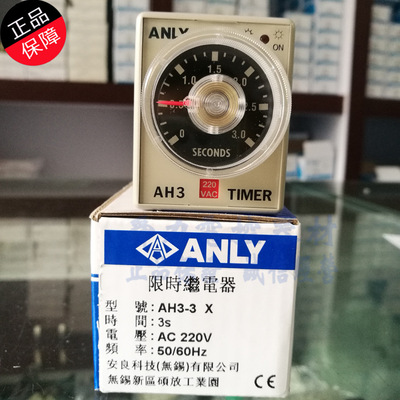 正品
保障
ANLY
ON
0 0.5 1.0 1.5 2.0 2.5 3.0
SECONDS
AH3 220 VAC TIMER
ANLY
限時繼電器
型 號: AH3-3 X
時 間: 3s
電 壓: AC 220V
頻 率: 50/60Hz
安良科技(無錫)有限公司
無錫新區碩放工業園 CE